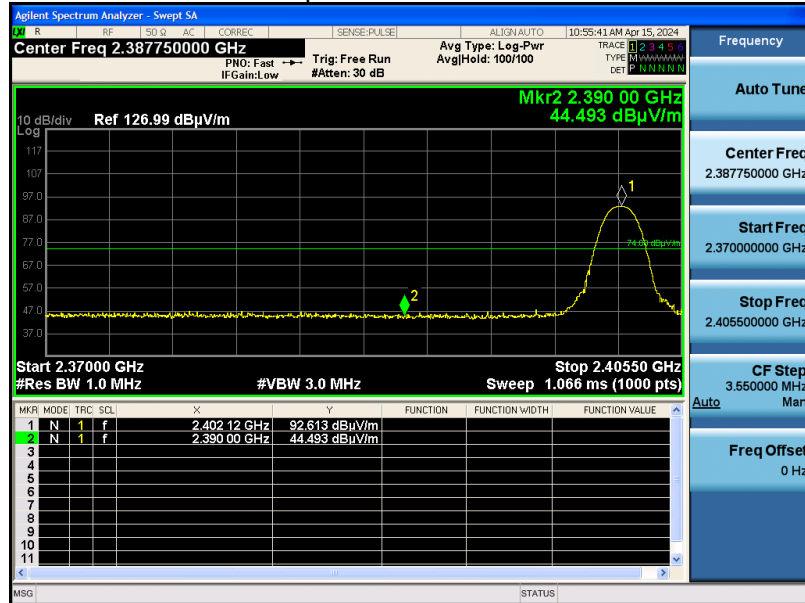 Agilent Spectrum Analyzer - Swept SA
LXI R RF 50 Ω AC CORREC SENSE:PULSE ALIGN AUTO 10:55:41 AM Apr 15, 2024
Center Freq 2.387750000 GHz
PNO: Fast
IFGain:Low
Trig: Free Run
#Atten: 30 dB
Avg Type: Log-Pwr
Avg|Hold: 100/100
TRACE 1 2 3 4 5 6
TYPE M
DET P N N N N N
Mkr2 2.390 00 GHz
44.493 dBµV/m
10 dB/div Ref 126.99 dBµV/m
Log
117
107
97.0
87.0
77.0
67.0
57.0
47.0
37.0
1
74.00 dBµV/m
2
Start 2.37000 GHz Stop 2.40550 GHz
#Res BW 1.0 MHz #VBW 3.0 MHz Sweep 1.066 ms (1000 pts)
MKR MODE TRC SCL X Y FUNCTION FUNCTION WIDTH FUNCTION VALUE
1 N 1 f 2.402 12 GHz 92.613 dBµV/m
2 N 1 f 2.390 00 GHz 44.493 dBµV/m
3
4
5
6
7
8
9
10
11
MSG STATUS
Frequency
Auto Tune
Center Freq
2.387750000 GHz
Start Freq
2.370000000 GHz
Stop Freq
2.405500000 GHz
CF Step
3.550000 MHz
Auto Man
Freq Offset
0 Hz